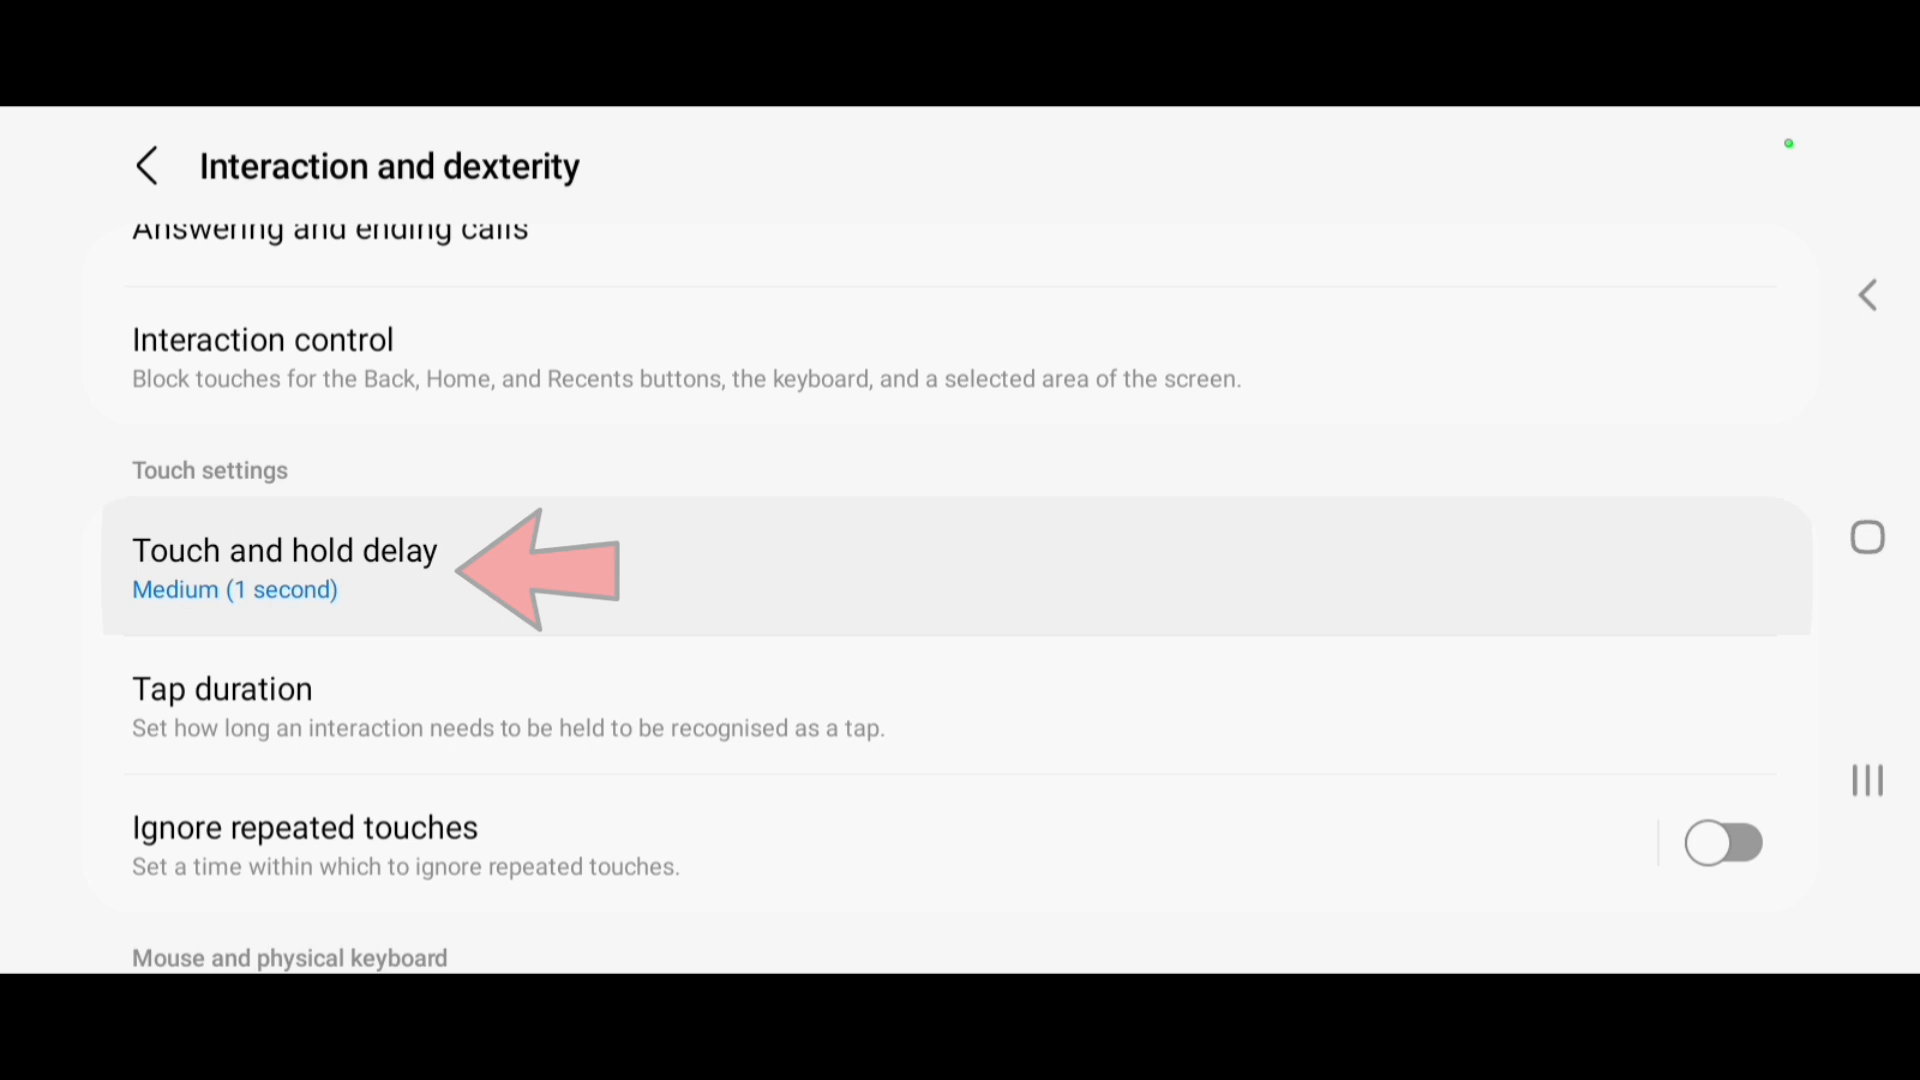 Interaction and dexterity
Answering and ending calls
Interaction control
Block touches for the Back, Home, and Recents buttons, the keyboard, and a selected area of the screen.
Touch settings
Touch and hold delay
Medium (1 second)
Tap duration
Set how long an interaction needs to be held to be recognised as a tap.
Ignore repeated touches
Set a time within which to ignore repeated touches.
Mouse and physical keyboard